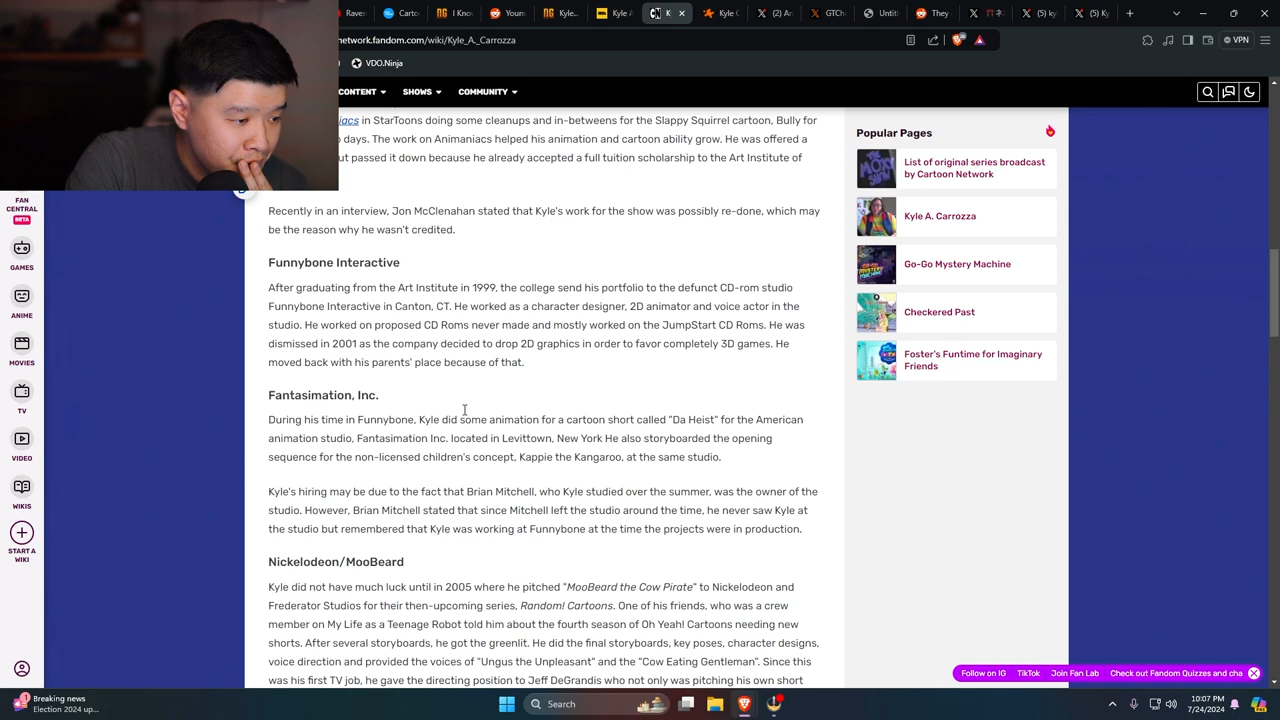 Raven
Carto
I Kno
Youn
Kyle...
Kyle A
K
Kyle C
(2) An
GTCh
Untitl
They
(5) ky
(5) Ky
network.fandom.com/wiki/Kyle_A._Carrozza
VPN
VDO.Ninja
CONTENT
SHOWS
COMMUNITY
FAN
CENTRAL
BETA
GAMES
ANIME
MOVIES
TV
VIDEO
WIKIS
START A
WIKI
iacs in StarToons doing some cleanups and in-betweens for the Slappy Squirrel cartoon, Bully for
days. The work on Animaniacs helped his animation and cartoon ability grow. He was offered a
ut passed it down because he already accepted a full tuition scholarship to the Art Institute of
Recently in an interview, Jon McClenahan stated that Kyle's work for the show was possibly re-done, which may
be the reason why he wasn't credited.
Funnybone Interactive
After graduating from the Art Institute in 1999, the college send his portfolio to the defunct CD-rom studio
Funnybone Interactive in Canton, CT. He worked as a character designer, 2D animator and voice actor in the
studio. He worked on proposed CD Roms never made and mostly worked on the JumpStart CD Roms. He was
dismissed in 2001 as the company decided to drop 2D graphics in order to favor completely 3D games. He
moved back with his parents' place because of that.
Fantasimation, Inc.
During his time in Funnybone, Kyle did some animation for a cartoon short called "Da Heist" for the American
animation studio, Fantasimation Inc. located in Levittown, New York He also storyboarded the opening
sequence for the non-licensed children's concept, Kappie the Kangaroo, at the same studio.
Kyle's hiring may be due to the fact that Brian Mitchell, who Kyle studied over the summer, was the owner of the
studio. However, Brian Mitchell stated that since Mitchell left the studio around the time, he never saw Kyle at
the studio but remembered that Kyle was working at Funnybone at the time the projects were in production.
Nickelodeon/MooBeard
Kyle did not have much luck until in 2005 where he pitched "MooBeard the Cow Pirate" to Nickelodeon and
Frederator Studios for their then-upcoming series, Random! Cartoons. One of his friends, who was a crew
member on My Life as a Teenage Robot told him about the fourth season of Oh Yeah! Cartoons needing new
shorts. After several storyboards, he got the greenlit. He did the final storyboards, key poses, character designs,
voice direction and provided the voices of "Ungus the Unpleasant" and the "Cow Eating Gentleman". Since this
was his first TV job, he gave the directing position to Jeff DeGrandis who not only was pitching his own short
Popular Pages
List of original series broadcast
by Cartoon Network
Kyle A. Carrozza
Go-Go Mystery Machine
Checkered Past
Foster's Funtime for Imaginary
Friends
Follow on IG
TikTok
Join Fan Lab
Check out Fandom Quizzes and cha
Breaking news
Election 2024 up...
Search
10:07 PM
7/24/2024